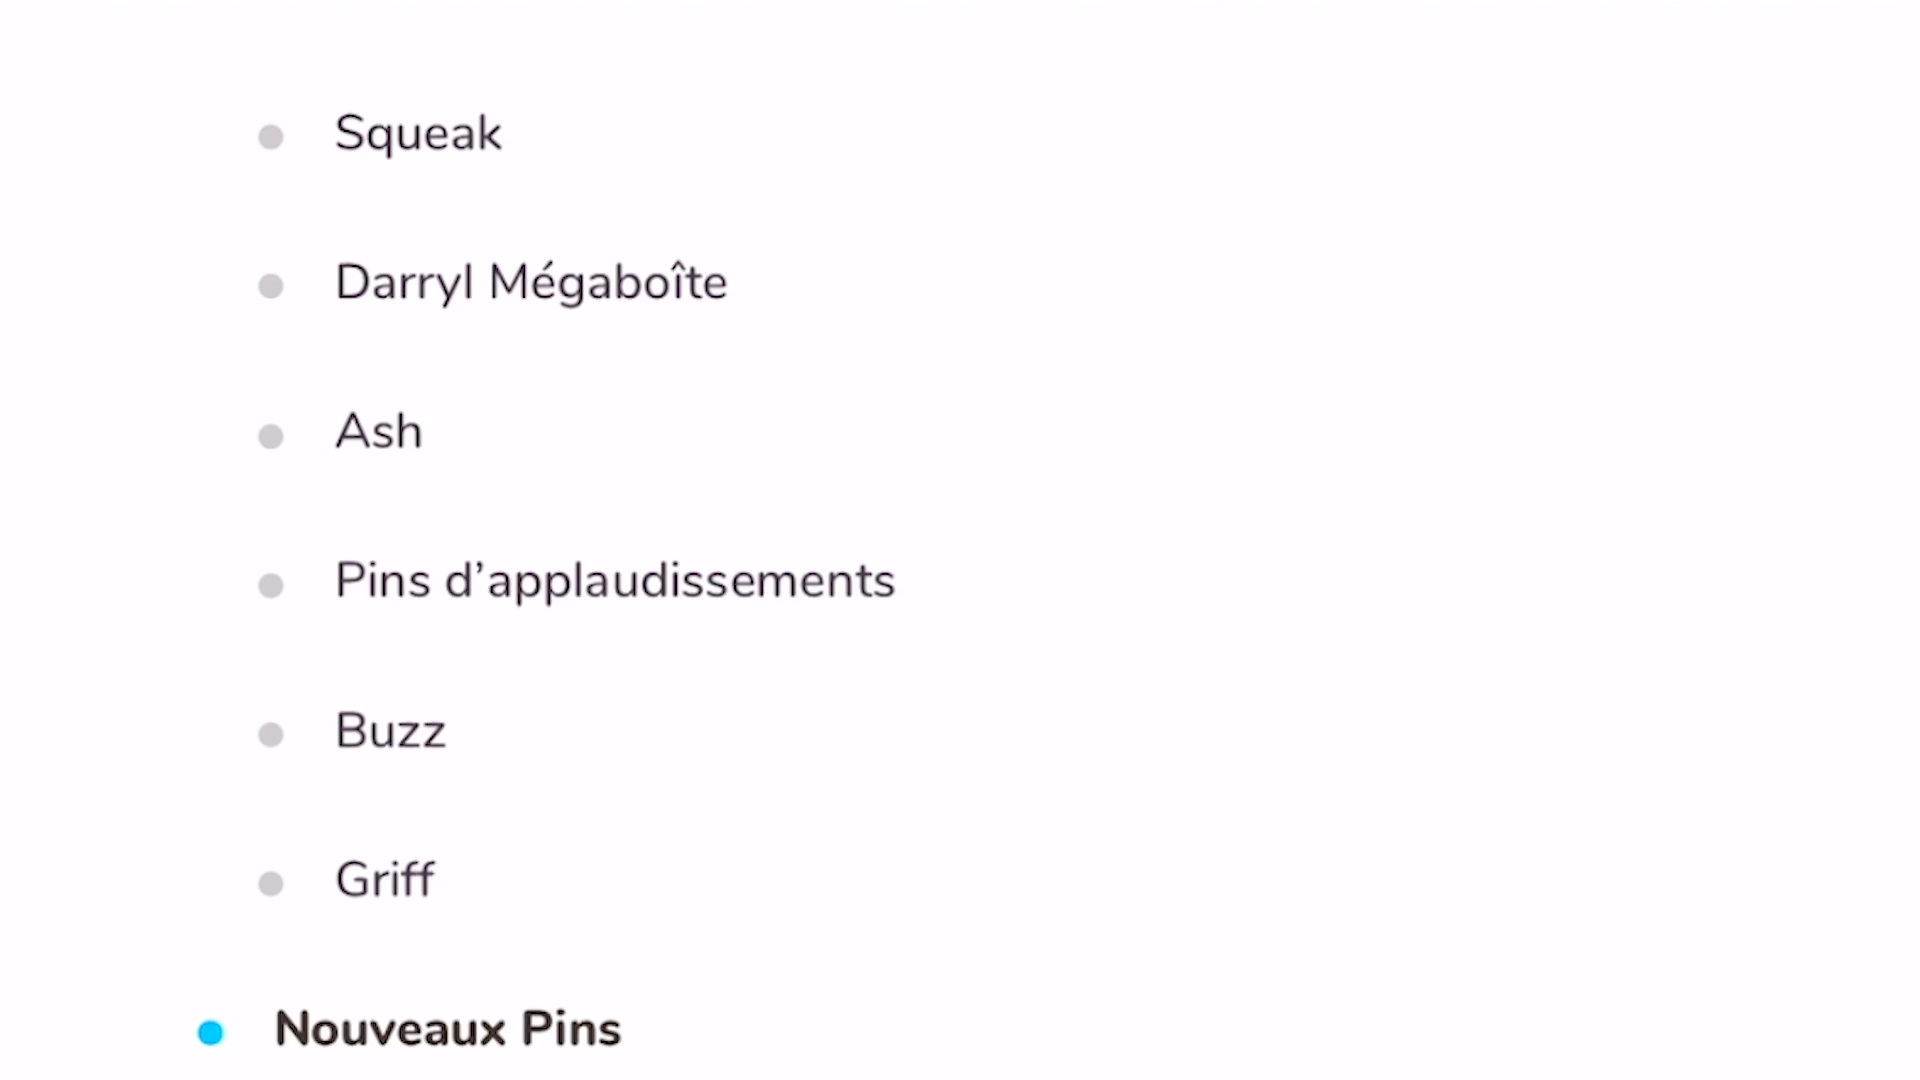 Squeak
Darryl Mégaboîte
Ash
Pins d’applaudissements
Buzz
Griff
Nouveaux Pins